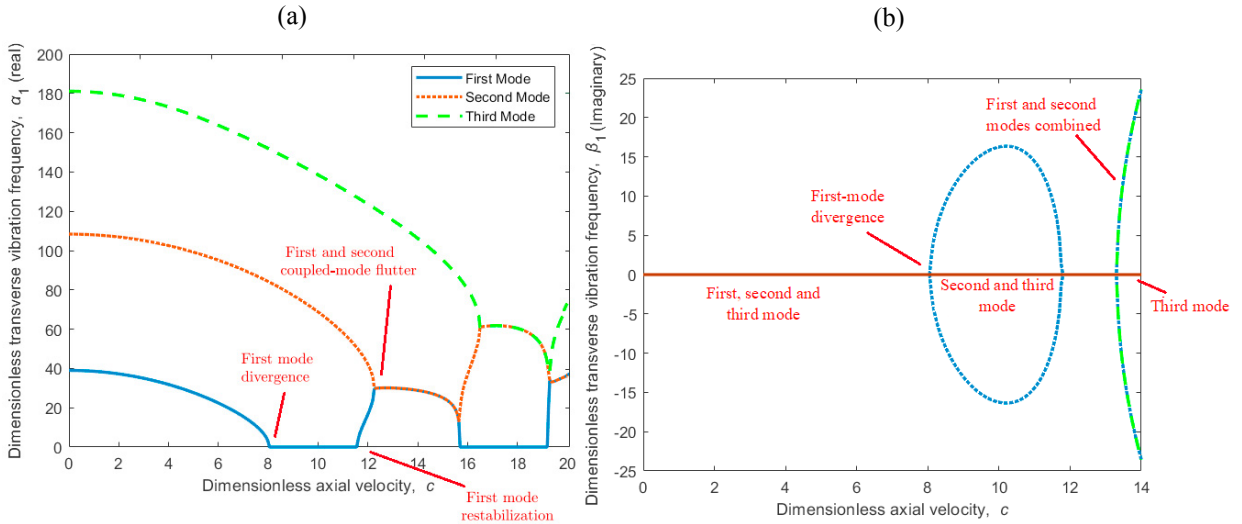 (a)
200
180
160
140
120
100
80
60
40
20
0
0 2 4 6 8 10 12 14 16 18 20
Dimensionless transverse vibration frequency, α1 (real)
Dimensionless axial velocity, c
First Mode
Second Mode
Third Mode
First and second
coupled-mode flutter
First mode
divergence
First mode
restabilization
(b)
25
20
15
10
5
0
-5
-10
-15
-20
-25
0 2 4 6 8 10 12 14
Dimensionless transverse vibration frequency, β1 (Imaginary)
Dimensionless axial velocity, c
First and second
modes combined
First-mode
divergence
First, second and
third mode
Second and third
mode
Third mode